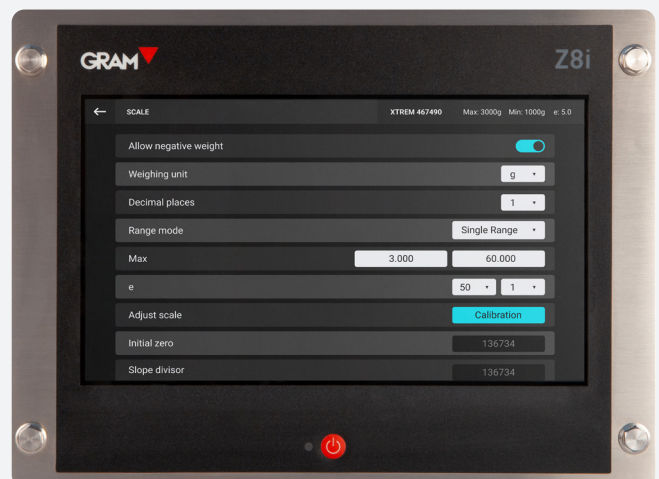 GRAM
Z8i
SCALE XTREM 467490 Max: 3000g Min: 1000g e: 5.0
Allow negative weight
Weighing unit g
Decimal places 1
Range mode Single Range
Max 3.000 60.000
e 50 1
Adjust scale Calibration
Initial zero 136734
Slope divisor 136734